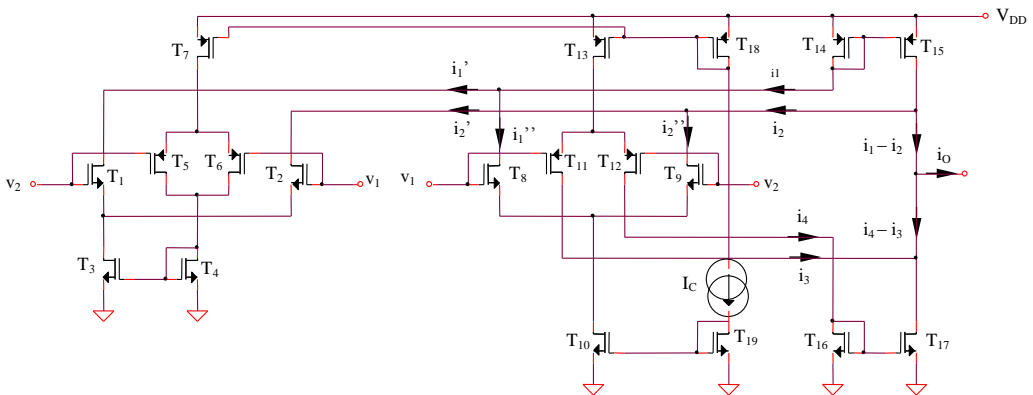 V_DD
T_7
T_13
T_18
T_14
T_15
i_1'
i1
i_2'
i_1''
i_2''
i_2
i_1 – i_2
T_5
T_6
T_11
T_12
v_2
T_1
T_2
v_1
v_1
T_8
T_9
v_2
i_O
i_4
i_4 – i_3
T_3
T_4
I_C
i_3
T_10
T_19
T_16
T_17